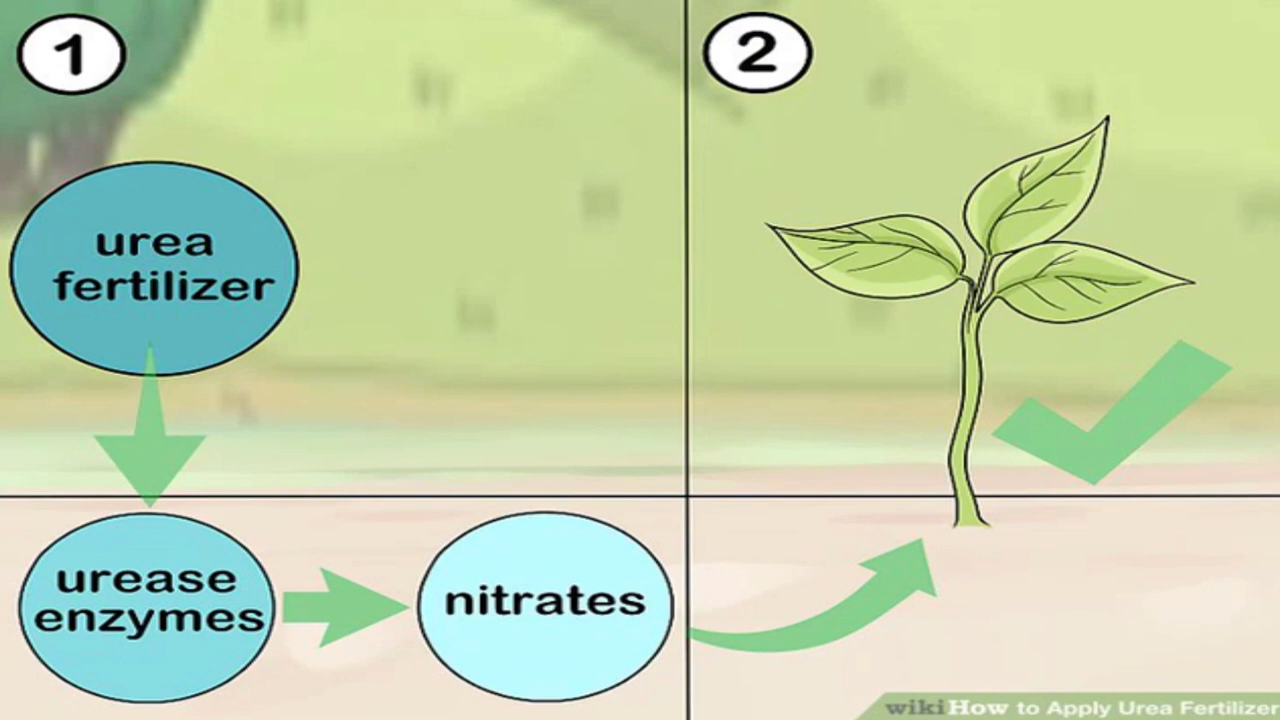 1
2
urea
fertilizer
urease
enzymes
nitrates
wikiHow to Apply Urea Fertilizer